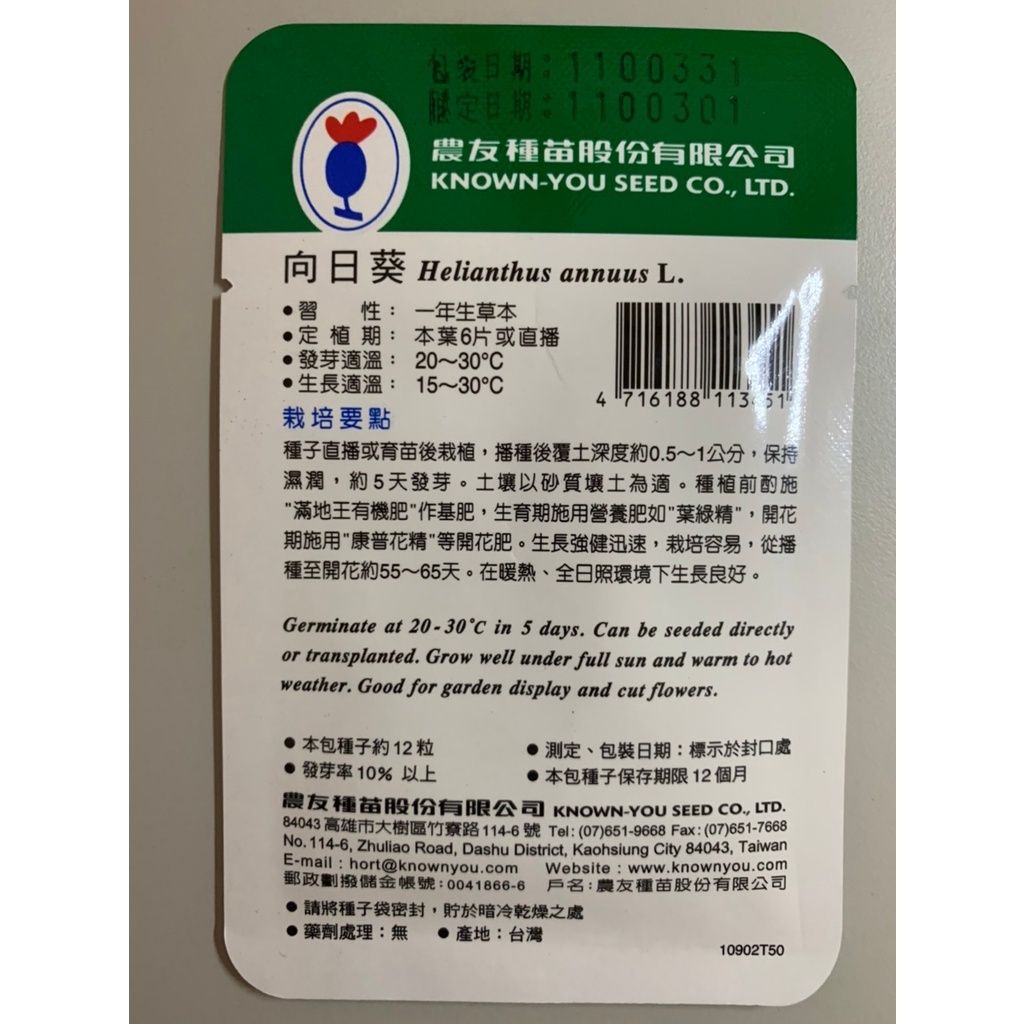 包裝日期：1100331
測定日期：1100301
農友種苗股份有限公司
KNOWN-YOU SEED CO., LTD.
向日葵 Helianthus annuus L.
●習　　性： 一年生草本
●定 植 期： 本葉6片或直播
●發芽適溫： 20～30℃
●生長適溫： 15～30℃
4 716188 113451
栽培要點
種子直播或育苗後栽植，播種後覆土深度約0.5～1公分，保持
濕潤，約5天發芽。土壤以砂質壤土為適。種植前酌施
"滿地王有機肥"作基肥，生育期施用營養肥如"葉綠精"，開花
期施用"康普花精"等開花肥。生長強健迅速，栽培容易，從播
種至開花約55～65天。在暖熱、全日照環境下生長良好。
Germinate at 20-30℃ in 5 days. Can be seeded directly
or transplanted. Grow well under full sun and warm to hot
weather. Good for garden display and cut flowers.
●本包種子約12粒 ●測定、包裝日期：標示於封口處
●發芽率10% 以上 ●本包種子保存期限12個月
農友種苗股份有限公司 KNOWN-YOU SEED CO., LTD.
84043 高雄市大樹區竹寮路114-6 號 Tel: (07)651-9668 Fax: (07)651-7668
No. 114-6, Zhuliao Road, Dashu District, Kaohsiung City 84043, Taiwan
E-mail : hort@knownyou.com Website : www.knownyou.com
郵政劃撥儲金帳號：0041866-6 戶名：農友種苗股份有限公司
●請將種子袋密封，貯於暗冷乾燥之處
●藥劑處理：無 ●產地：台灣
10902T50